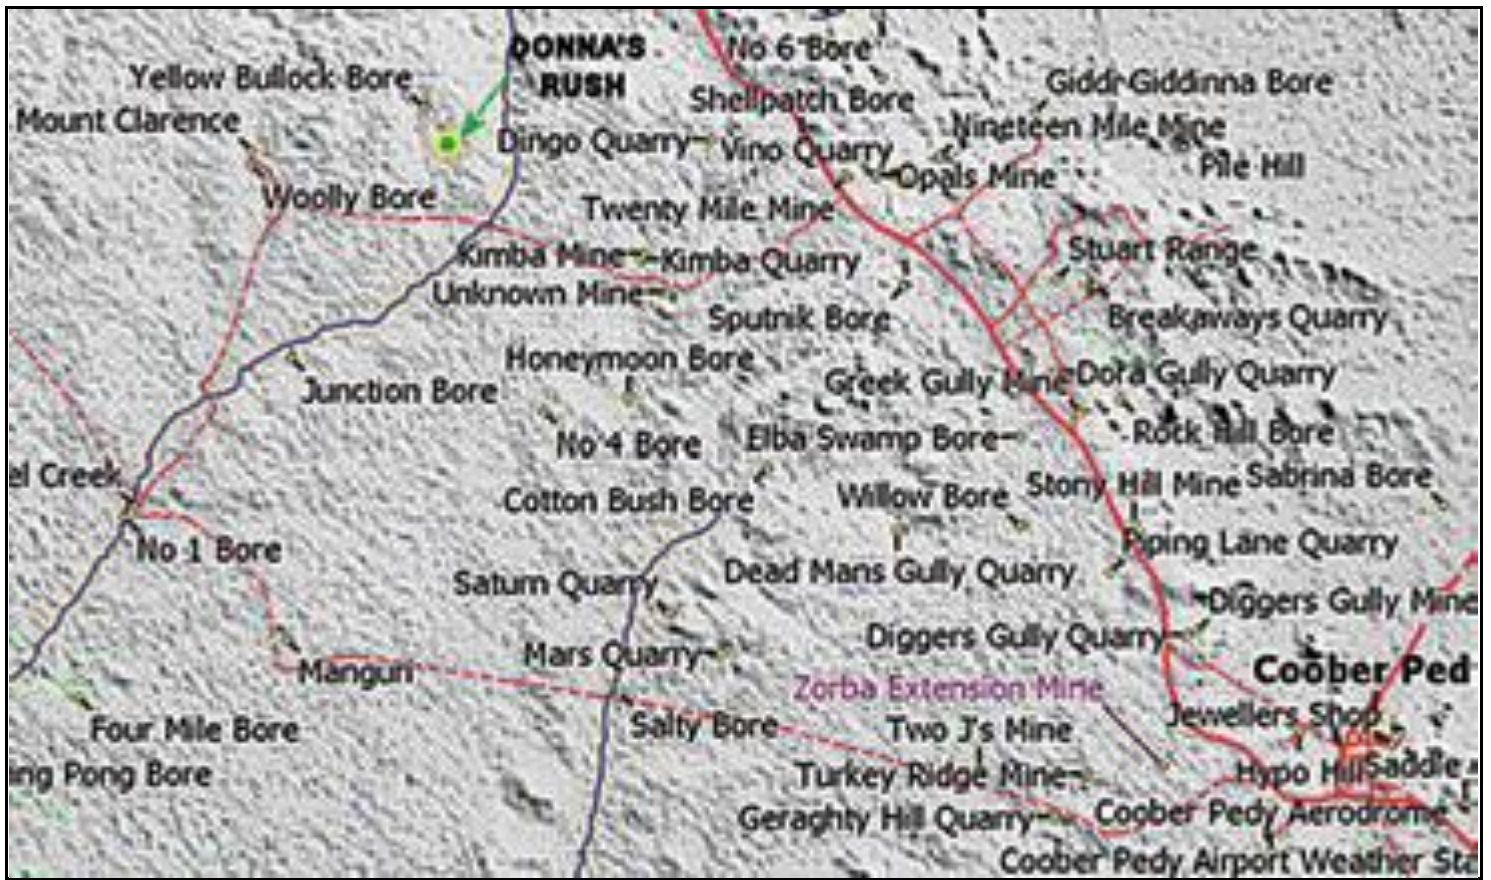 DONNA'S
RUSH
No 6 Bore
Yellow Bullock Bore
Giddi Giddinna Bore
Shellpatch Bore
Mount Clarence
Nineteen Mile Mine
Dingo Quarry
Vino Quarry
Pile Hill
Opals Mine
Woolly Bore
Twenty Mile Mine
Stuart Range
Kimba Mine
Kimba Quarry
Unknown Mine
Sputnik Bore
Breakaways Quarry
Honeymoon Bore
Greek Gully Mine
Dora Gully Quarry
Junction Bore
No 4 Bore
Elba Swamp Bore
Rock Hill Bore
el Creek
Cotton Bush Bore
Willow Bore
Stony Hill Mine
Sabrina Bore
No 1 Bore
Piping Lane Quarry
Saturn Quarry
Dead Mans Gully Quarry
Diggers Gully Mine
Mars Quarry
Diggers Gully Quarry
Manguri
Coober Ped
Zorba Extension Mine
Four Mile Bore
Salty Bore
Two J's Mine
Jewellers Shop
ing Pong Bore
Turkey Ridge Mine
Hypo Hill
Saddle
Geraghty Hill Quarry
Coober Pedy Aerodrome
Coober Pedy Airport Weather Sta